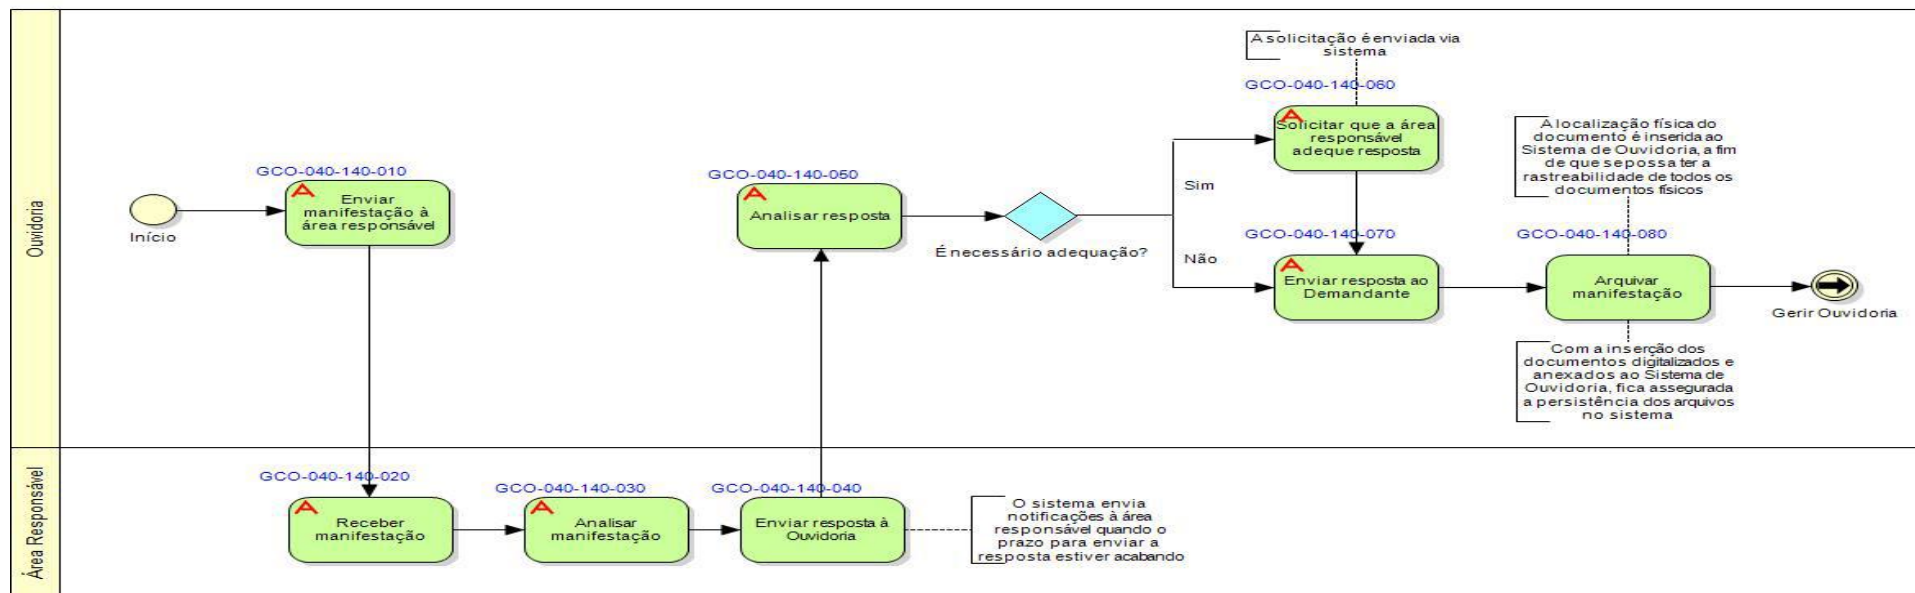 Ouvidoria
Início
GCO-040-140-010
Enviar
manifestação à
área responsável
GCO-040-140-050
Analisar resposta
É necessário adequação?
Sim
Não
A solicitação é enviada via
sistema
GCO-040-140-060
Solicitar que a área
responsável
adeque resposta
GCO-040-140-070
Enviar resposta ao
Demandante
A localização física do
documento é inserida ao
Sistema de Ouvidoria, a fim
de que se possa ter a
rastreabilidade de todos os
documentos físicos
GCO-040-140-080
Arquivar
manifestação
Com a inserção dos
documentos digitalizados e
anexados ao Sistema de
Ouvidoria, fica assegurada
a persistência dos arquivos
no sistema
Gerir Ouvidoria
Área Responsável
GCO-040-140-020
Receber
manifestação
GCO-040-140-030
Analisar
manifestação
GCO-040-140-040
Enviar resposta à
Ouvidoria
O sistema envia
notificações à área
responsável quando o
prazo para enviar a
resposta estiver acabando